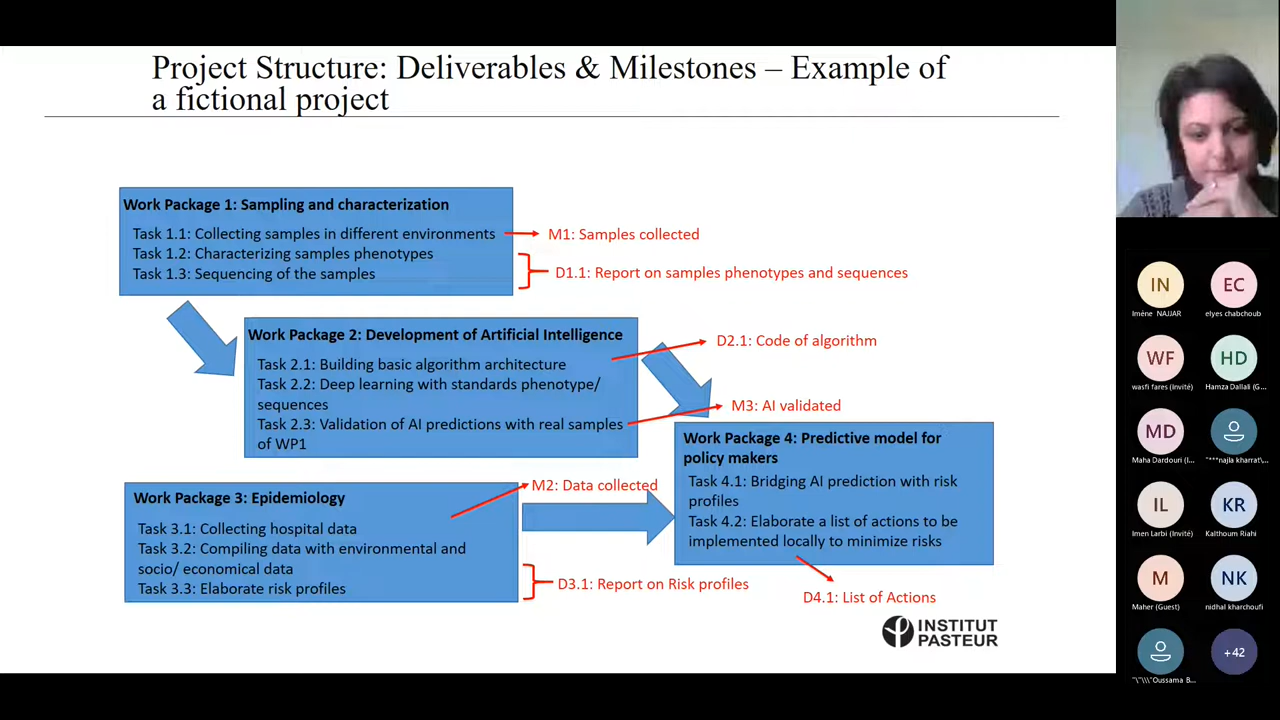 Project Structure: Deliverables & Milestones – Example of
a fictional project
Work Package 1: Sampling and characterization
Task 1.1: Collecting samples in different environments
Task 1.2: Characterizing samples phenotypes
Task 1.3: Sequencing of the samples
M1: Samples collected
D1.1: Report on samples phenotypes and sequences
Work Package 2: Development of Artificial Intelligence
Task 2.1: Building basic algorithm architecture
Task 2.2: Deep learning with standards phenotype/
sequences
Task 2.3: Validation of AI predictions with real samples
of WP1
D2.1: Code of algorithm
M3: AI validated
Work Package 3: Epidemiology
Task 3.1: Collecting hospital data
Task 3.2: Compiling data with environmental and
socio/ economical data
Task 3.3: Elaborate risk profiles
M2: Data collected
D3.1: Report on Risk profiles
Work Package 4: Predictive model for
policy makers
Task 4.1: Bridging AI prediction with risk
profiles
Task 4.2: Elaborate a list of actions to be
implemented locally to minimize risks
D4.1: List of Actions
INSTITUT
PASTEUR
IN
Iméne NAJJAR
EC
elyes chabchoub
WF
wasfi fares (Invité)
HD
Hamza Dallali (G...
MD
Maha Dardouri (I...
"***najla kharrat\...
IL
Imen Larbi (Invité)
KR
Kalthoum Riahi
M
Maher (Guest)
NK
nidhal kharchoufi
"\"\\\"Oussama B...
+42